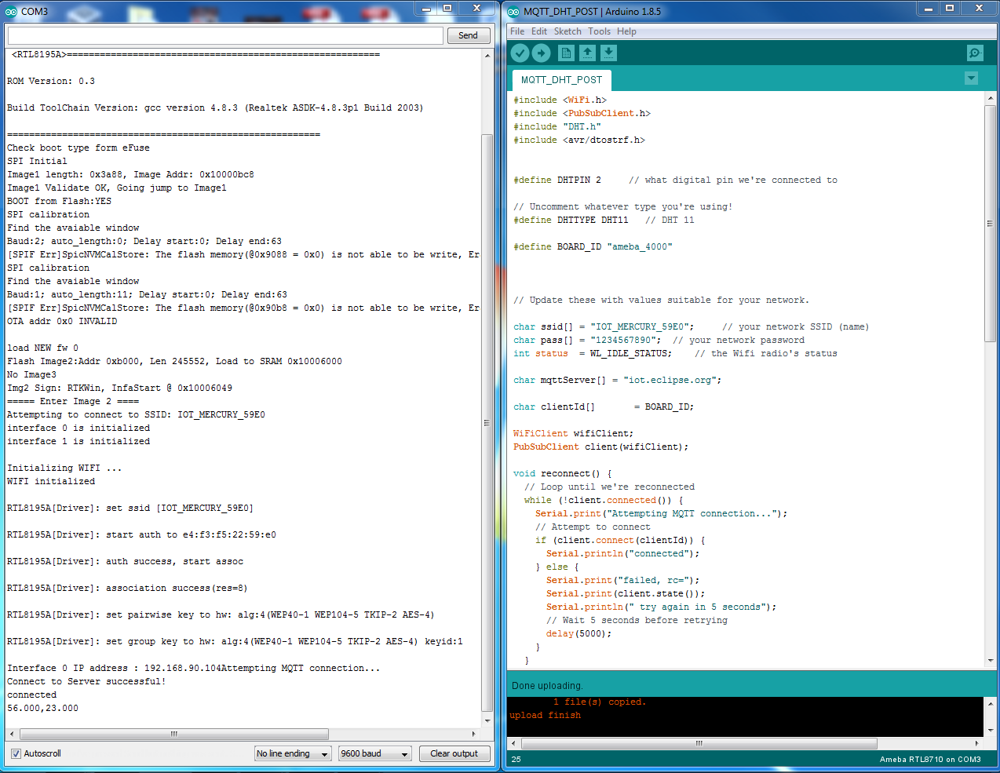 COM3
Send
<RTL8195A>=========================================================
ROM Version: 0.3
Build ToolChain Version: gcc version 4.8.3 (Realtek ASDK-4.8.3p1 Build 2003)
=========================================================
Check boot type form eFuse
SPI Initial
Image1 length: 0x3a88, Image Addr: 0x10000bc8
Image1 Validate OK, Going jump to Image1
BOOT from Flash:YES
SPI calibration
Find the avaiable window
Baud:2; auto_length:0; Delay start:0; Delay end:63
[SPIF Err]SpicNVMCalStore: The flash memory(@0x9088 = 0x0) is not able to be write, Er
SPI calibration
Find the avaiable window
Baud:1; auto_length:11; Delay start:0; Delay end:63
[SPIF Err]SpicNVMCalStore: The flash memory(@0x90b8 = 0x0) is not able to be write, Er
OTA addr 0x0 INVALID
load NEW fw 0
Flash Image2:Addr 0xb000, Len 245552, Load to SRAM 0x10006000
No Image3
Img2 Sign: RTKWin, InfaStart @ 0x10006049
===== Enter Image 2 ====
Attempting to connect to SSID: IOT_MERCURY_59E0
interface 0 is initialized
interface 1 is initialized
Initializing WIFI ...
WIFI initialized
RTL8195A[Driver]: set ssid [IOT_MERCURY_59E0]
RTL8195A[Driver]: start auth to e4:f3:f5:22:59:e0
RTL8195A[Driver]: auth success, start assoc
RTL8195A[Driver]: association success(res=8)
RTL8195A[Driver]: set pairwise key to hw: alg:4(WEP40-1 WEP104-5 TKIP-2 AES-4)
RTL8195A[Driver]: set group key to hw: alg:4(WEP40-1 WEP104-5 TKIP-2 AES-4) keyid:1
Interface 0 IP address : 192.168.90.104Attempting MQTT connection...
Connect to Server successful!
connected
56.000,23.000
Autoscroll
No line ending
9600 baud
Clear output
MQTT_DHT_POST | Arduino 1.8.5
File Edit Sketch Tools Help
MQTT_DHT_POST
#include <WiFi.h>
#include <PubSubClient.h>
#include "DHT.h"
#include <avr/dtostrf.h>
#define DHTPIN 2     // what digital pin we're connected to
// Uncomment whatever type you're using!
#define DHTTYPE DHT11   // DHT 11
#define BOARD_ID "ameba_4000"
// Update these with values suitable for your network.
char ssid[] = "IOT_MERCURY_59E0";     // your network SSID (name)
char pass[] = "1234567890";  // your network password
int status  = WL_IDLE_STATUS;    // the Wifi radio's status
char mqttServer[] = "iot.eclipse.org";
char clientId[]       = BOARD_ID;
WiFiClient wifiClient;
PubSubClient client(wifiClient);
void reconnect() {
  // Loop until we're reconnected
  while (!client.connected()) {
    Serial.print("Attempting MQTT connection...");
    // Attempt to connect
    if (client.connect(clientId)) {
      Serial.println("connected");
    } else {
      Serial.print("failed, rc=");
      Serial.print(client.state());
      Serial.println(" try again in 5 seconds");
      // Wait 5 seconds before retrying
      delay(5000);
    }
  }
Done uploading.
1 file(s) copied.
upload finish
25
Ameba RTL8710 on COM3